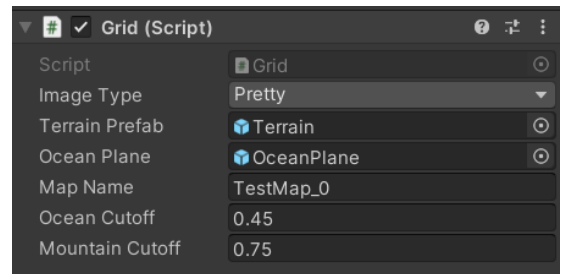 # Grid (Script)
Script # Grid
Image Type Pretty
Terrain Prefab Terrain
Ocean Plane OceanPlane
Map Name TestMap_0
Ocean Cutoff 0.45
Mountain Cutoff 0.75